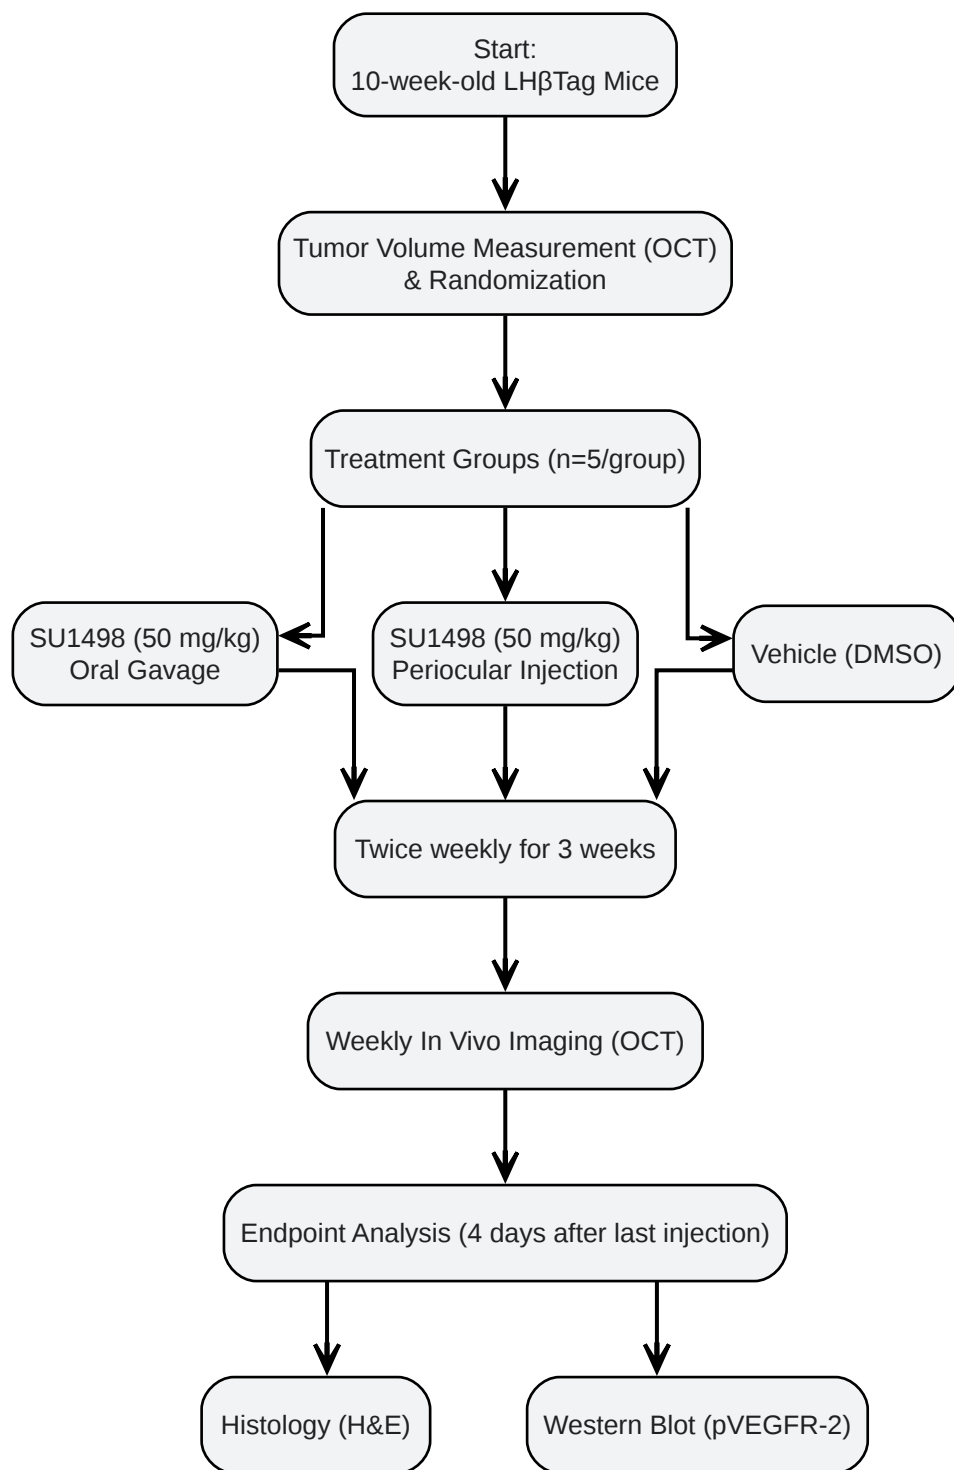 Start:
10-week-old LHβTag Mice
Tumor Volume Measurement (OCT)
& Randomization
Treatment Groups (n=5/group)
SU1498 (50 mg/kg)
Oral Gavage
SU1498 (50 mg/kg)
Periocular Injection
Vehicle (DMSO)
Twice weekly for 3 weeks
Weekly In Vivo Imaging (OCT)
Endpoint Analysis (4 days after last injection)
Histology (H&E)
Western Blot (pVEGFR-2)